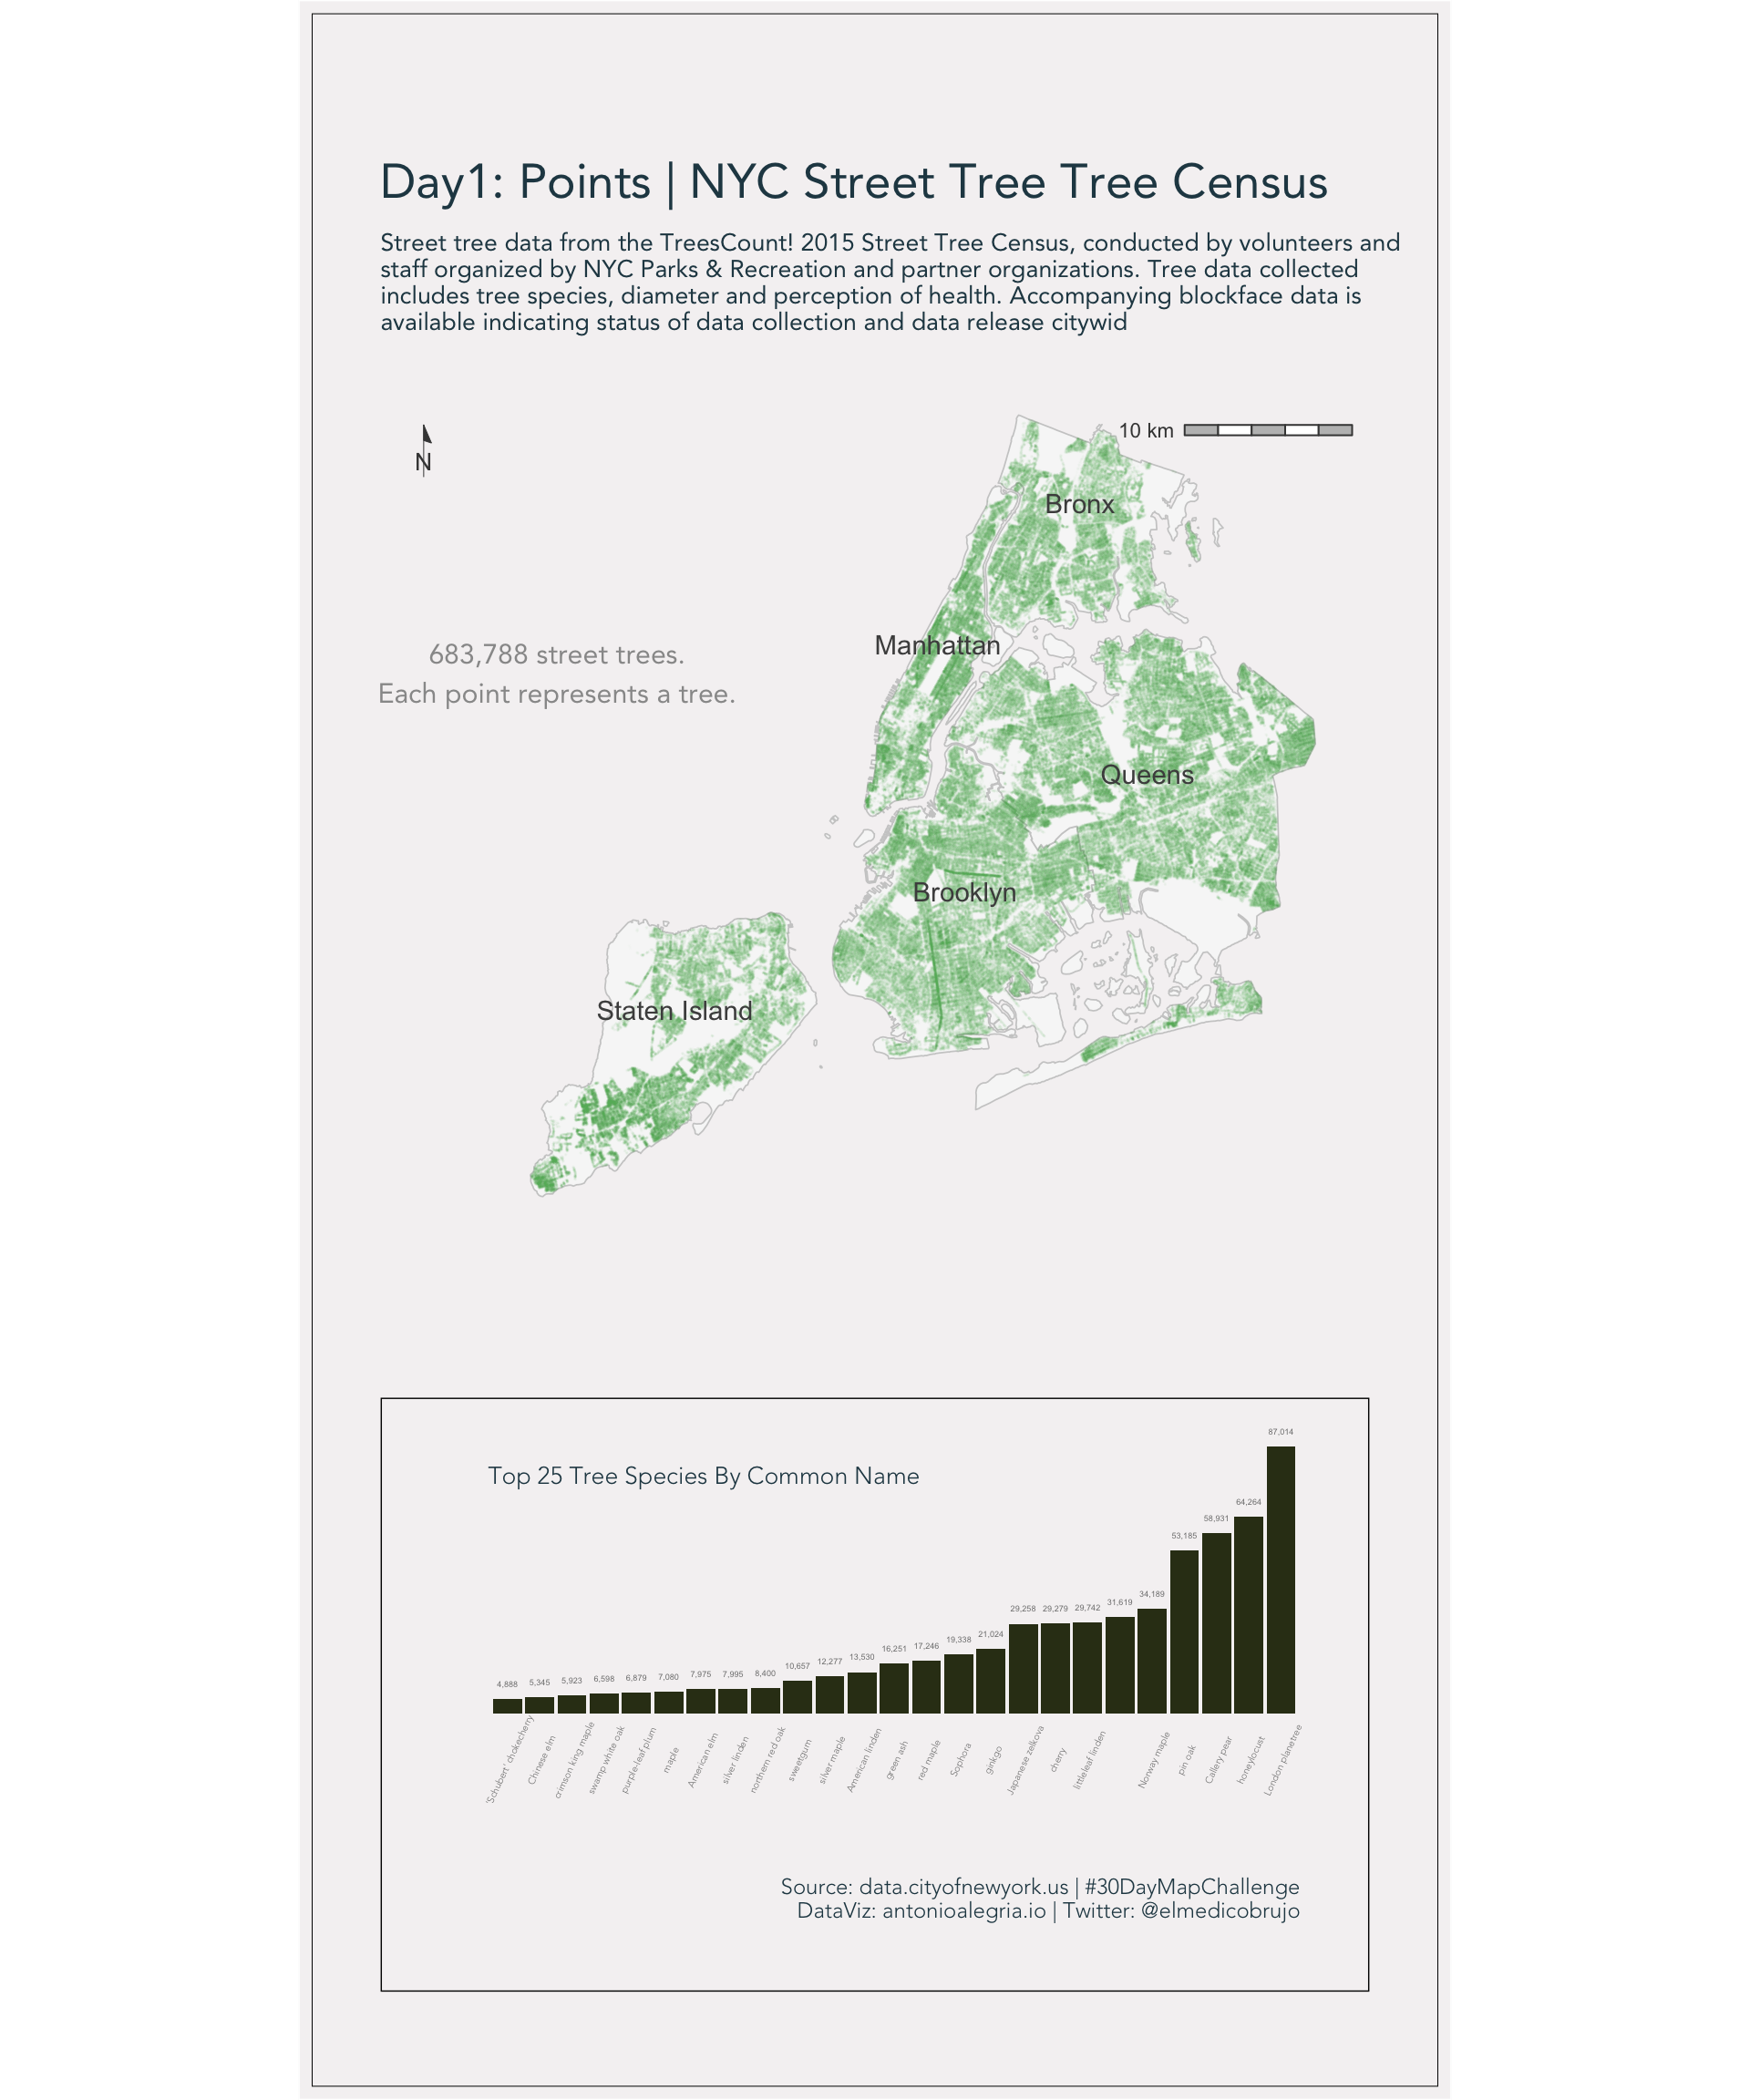 Day1: Points | NYC Street Tree Tree Census
Street tree data from the TreesCount! 2015 Street Tree Census, conducted by volunteers and
staff organized by NYC Parks & Recreation and partner organizations. Tree data collected
includes tree species, diameter and perception of health. Accompanying blockface data is
available indicating status of data collection and data release citywid
N
10 km
Bronx
Manhattan
683,788 street trees.
Each point represents a tree.
Queens
Brooklyn
Staten Island
Top 25 Tree Species By Common Name
4,888
5,345
5,923
6,598
6,879
7,080
7,975
7,995
8,400
10,657
12,277
13,530
16,251
17,246
19,338
21,024
29,258
29,279
29,742
31,619
34,189
53,185
58,931
64,264
87,014
'Schubert' chokecherry
Chinese elm
crimson king maple
swamp white oak
purple-leaf plum
maple
American elm
silver linden
northern red oak
sweetgum
silver maple
American linden
green ash
red maple
Sophora
ginkgo
Japanese zelkova
cherry
littleleaf linden
Norway maple
pin oak
Callery pear
honeylocust
London planetree
Source: data.cityofnewyork.us | #30DayMapChallenge
DataViz: antonioalegria.io | Twitter: @elmedicobrujo